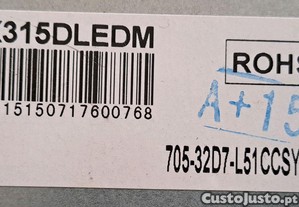 315DLEDM
ROHS
15150717600768
A+15
705-32D7-L51CCSY
CustoJusto.pt